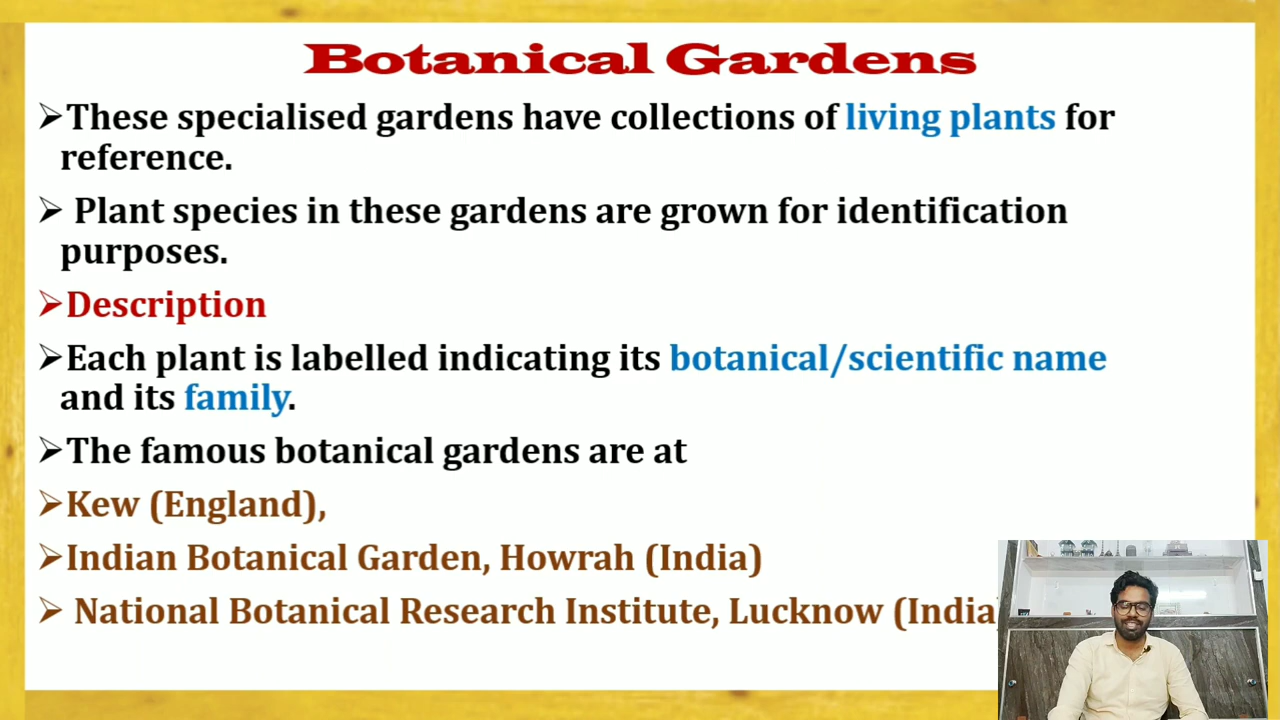 Botanical Gardens
➢These specialised gardens have collections of living plants for
reference.
➢ Plant species in these gardens are grown for identification
purposes.
➢Description
➢Each plant is labelled indicating its botanical/scientific name
and its family.
➢The famous botanical gardens are at
➢Kew (England),
➢Indian Botanical Garden, Howrah (India)
➢ National Botanical Research Institute, Lucknow (India